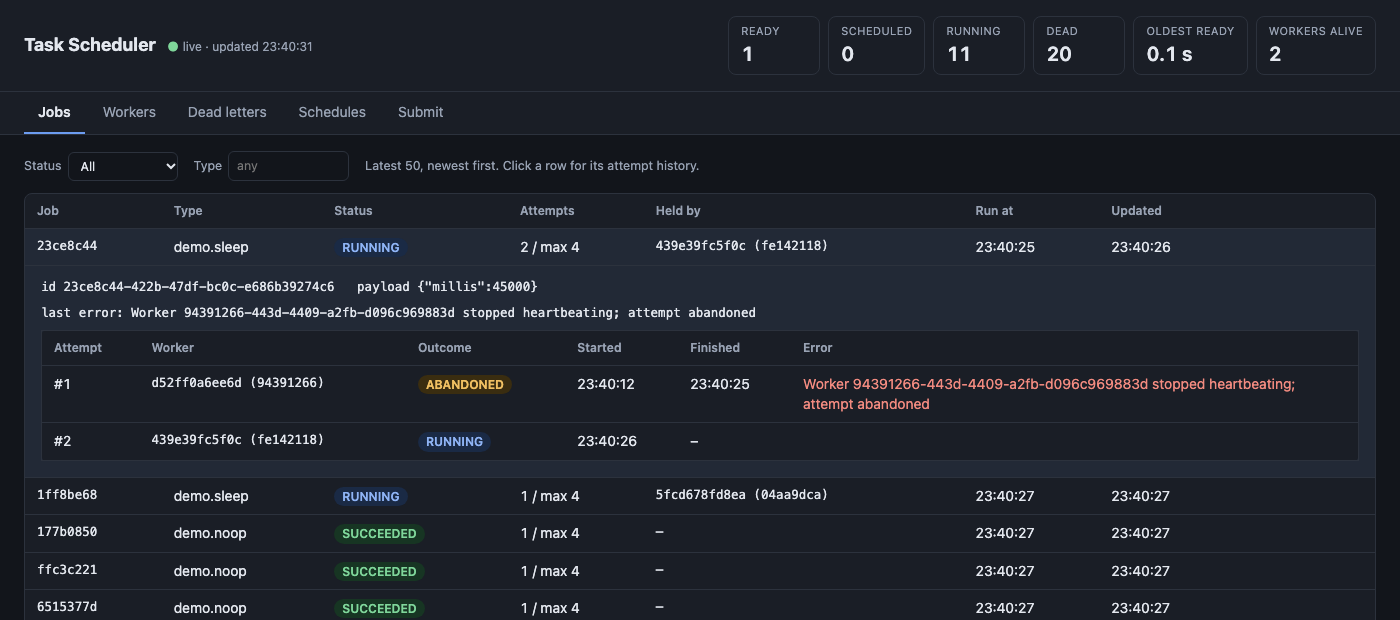 Task Scheduler live · updated 23:40:31
READY 1
SCHEDULED 0
RUNNING 11
DEAD 20
OLDEST READY 0.1 s
WORKERS ALIVE 2
Jobs Workers Dead letters Schedules Submit
Status All Type any Latest 50, newest first. Click a row for its attempt history.
Job Type Status Attempts Held by Run at Updated
23ce8c44 demo.sleep RUNNING 2 / max 4 439e39fc5f0c (fe142118) 23:40:25 23:40:26
id 23ce8c44-422b-47df-bc0c-e686b39274c6 payload {"millis":45000}
last error: Worker 94391266-443d-4409-a2fb-d096c969883d stopped heartbeating; attempt abandoned
Attempt Worker Outcome Started Finished Error
#1 d52ff0a6ee6d (94391266) ABANDONED 23:40:12 23:40:25 Worker 94391266-443d-4409-a2fb-d096c969883d stopped heartbeating;
attempt abandoned
#2 439e39fc5f0c (fe142118) RUNNING 23:40:26 –
1ff8be68 demo.sleep RUNNING 1 / max 4 5fcd678fd8ea (04aa9dca) 23:40:27 23:40:27
177b0850 demo.noop SUCCEEDED 1 / max 4 – 23:40:27 23:40:27
ffc3c221 demo.noop SUCCEEDED 1 / max 4 – 23:40:27 23:40:27
6515377d demo.noop SUCCEEDED 1 / max 4 – 23:40:27 23:40:27